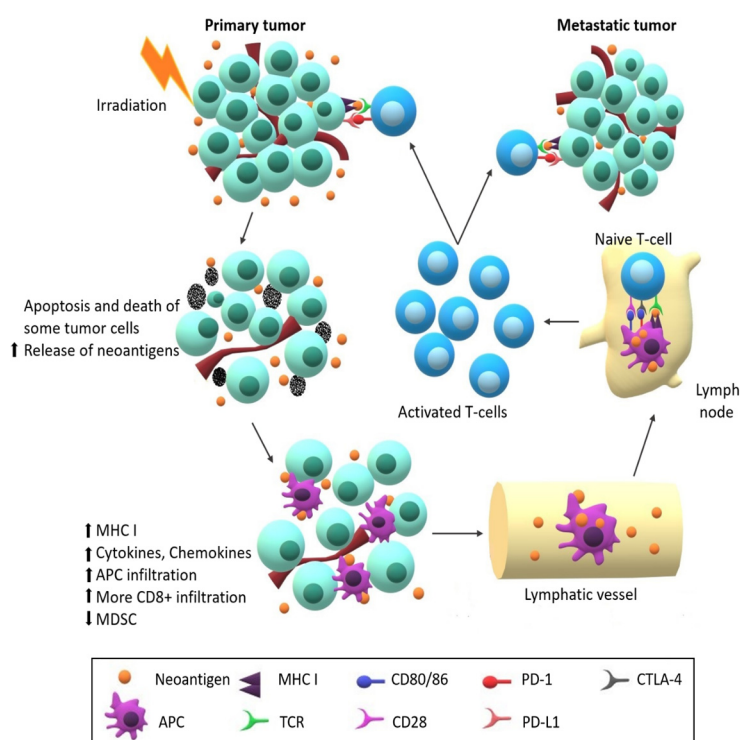 Primary tumor
Metastatic tumor
Irradiation
Naive T-cell
Apoptosis and death of
some tumor cells
⬆ Release of neoantigens
Lymph
node
Activated T-cells
⬆ MHC I
⬆ Cytokines, Chemokines
⬆ APC infiltration
⬆ More CD8+ infiltration
⬇ MDSC
Lymphatic vessel
Neoantigen
MHC I
CD80/86
PD-1
CTLA-4
APC
TCR
CD28
PD-L1